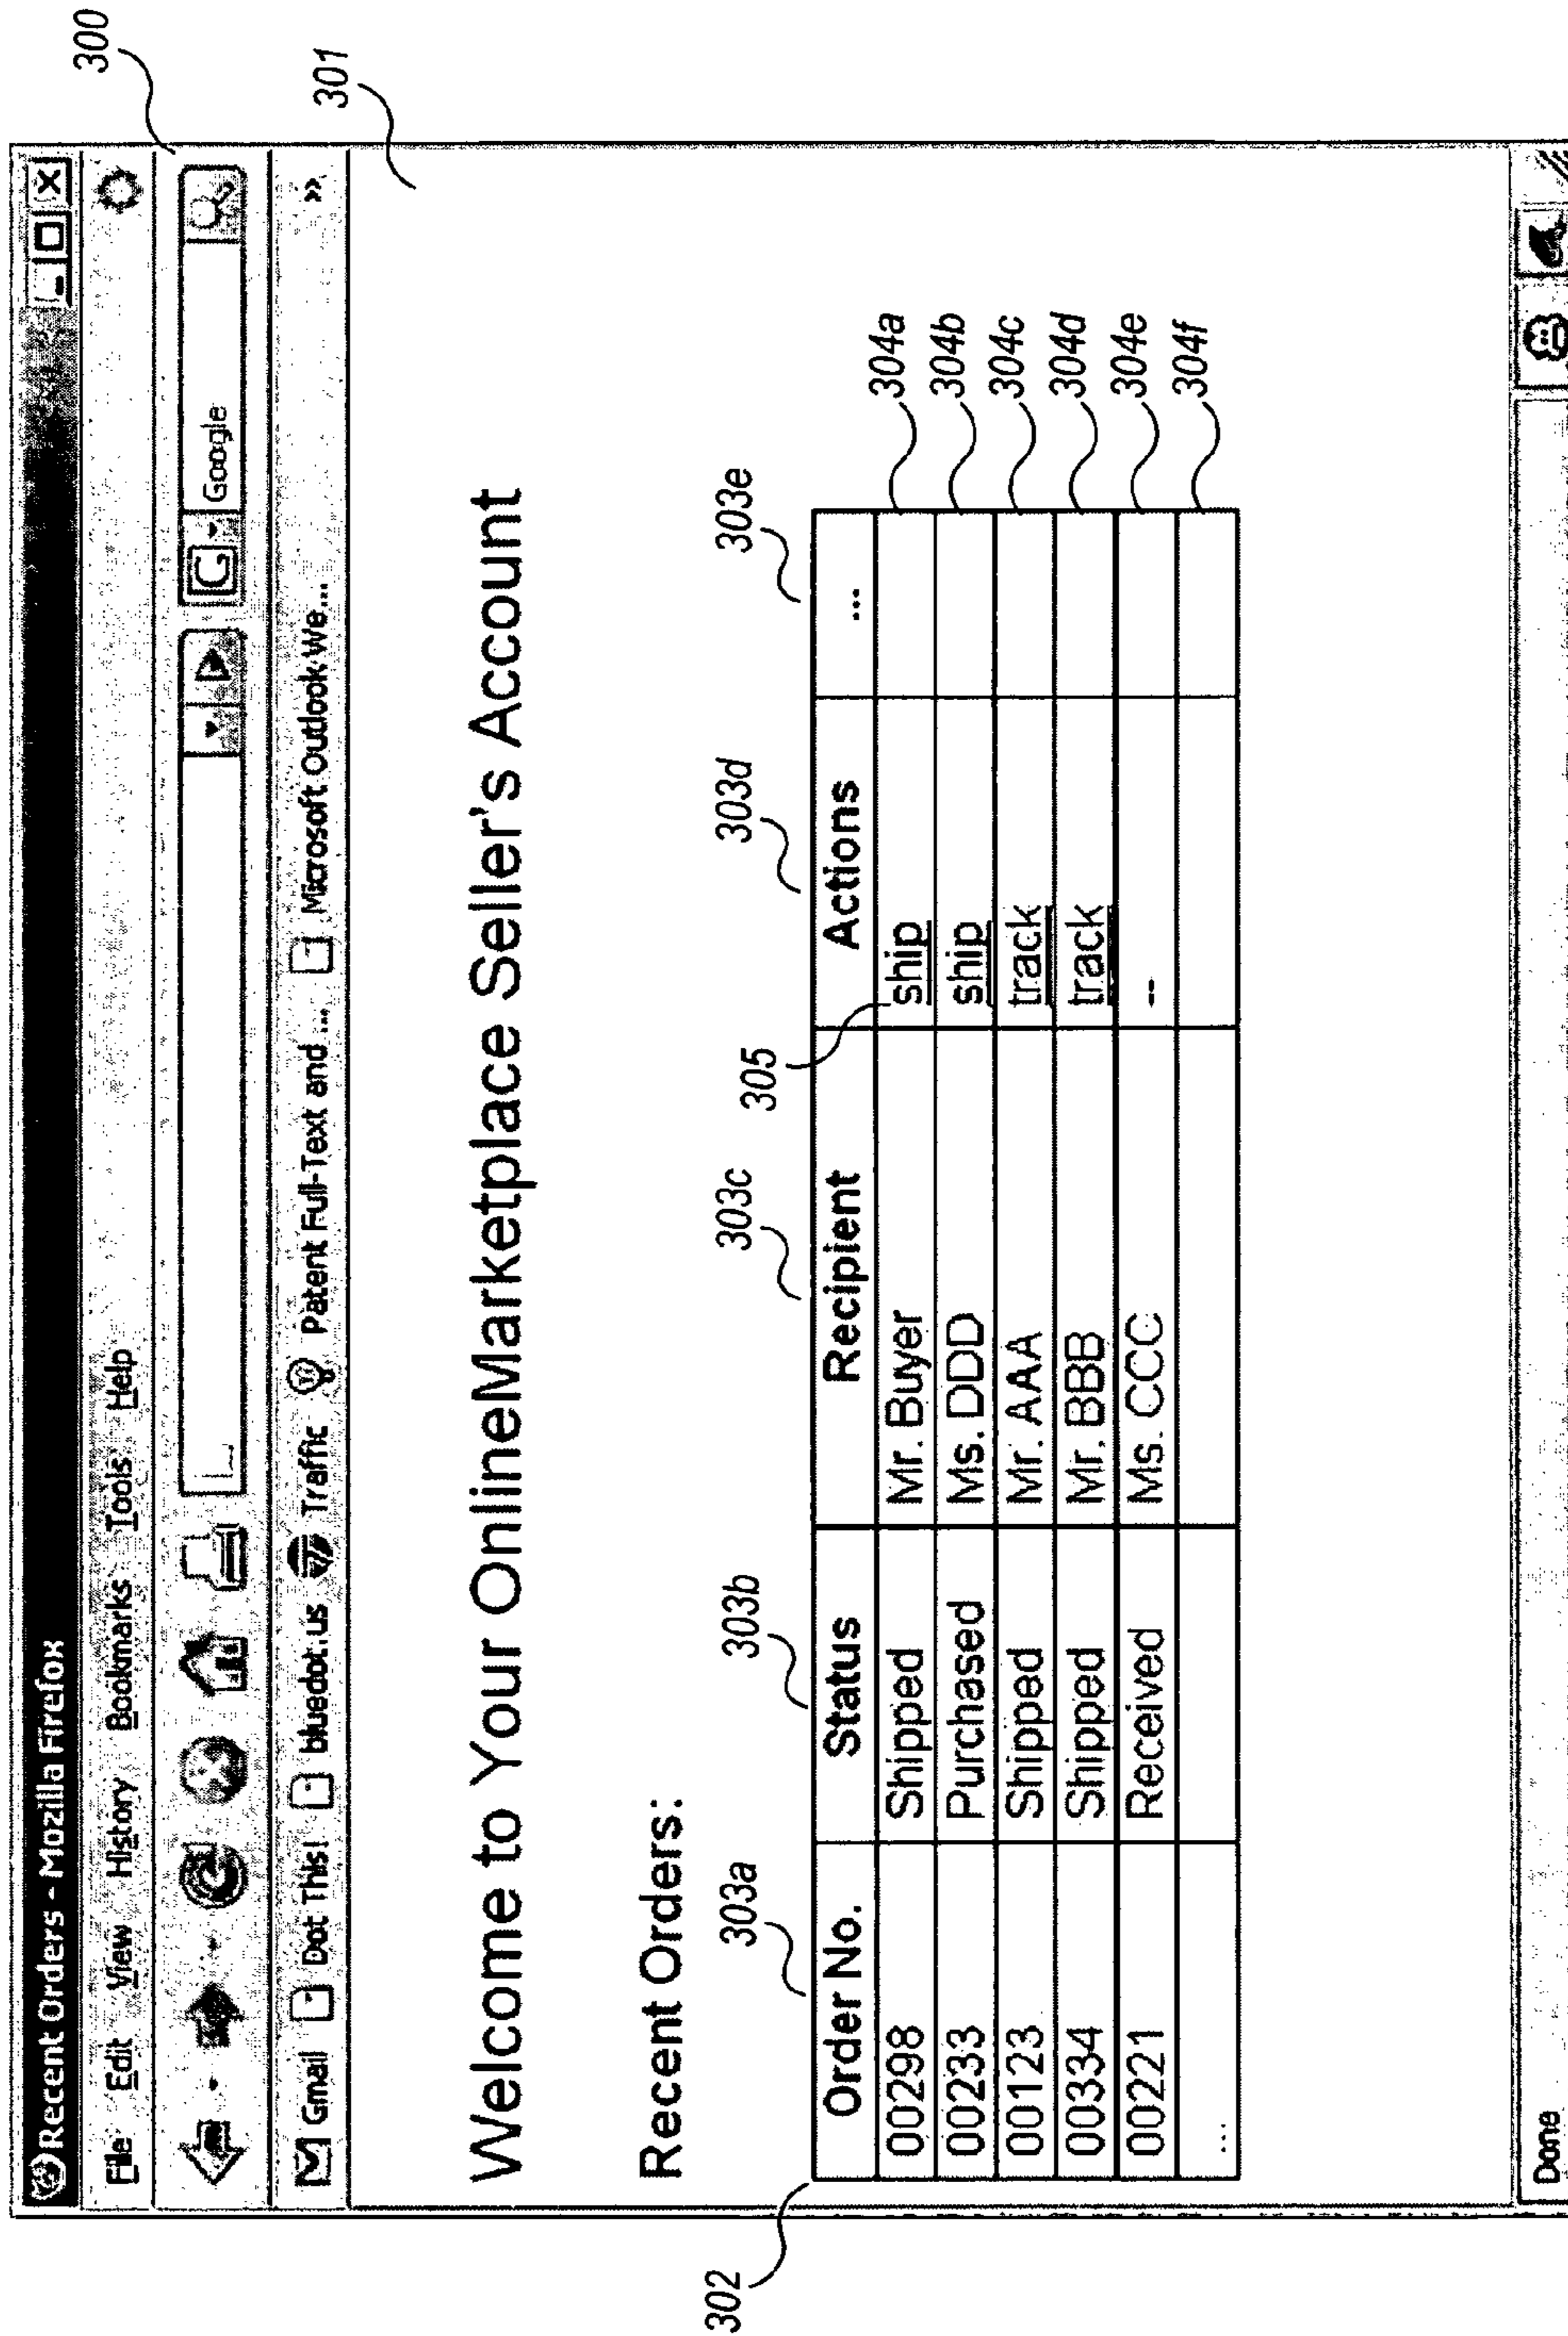 300
Recent Orders - Mozilla Firefox
File Edit View History Bookmarks Tools Help
G Google
Gmail Dot This! bluedot.us Traffic Patent Full-Text and ... Microsoft Outlook We... »
301
Welcome to Your OnlineMarketplace Seller's Account
Recent Orders:
302 303a 303b 303c 305 303d 303e
Order No. Status Recipient Actions ...
00298 Shipped Mr. Buyer ship 304a
00233 Purchased Ms. DDD ship 304b
00123 Shipped Mr. AAA track 304c
00334 Shipped Mr. BBB track 304d
00221 Received Ms. CCC -- 304e
... 304f
Done